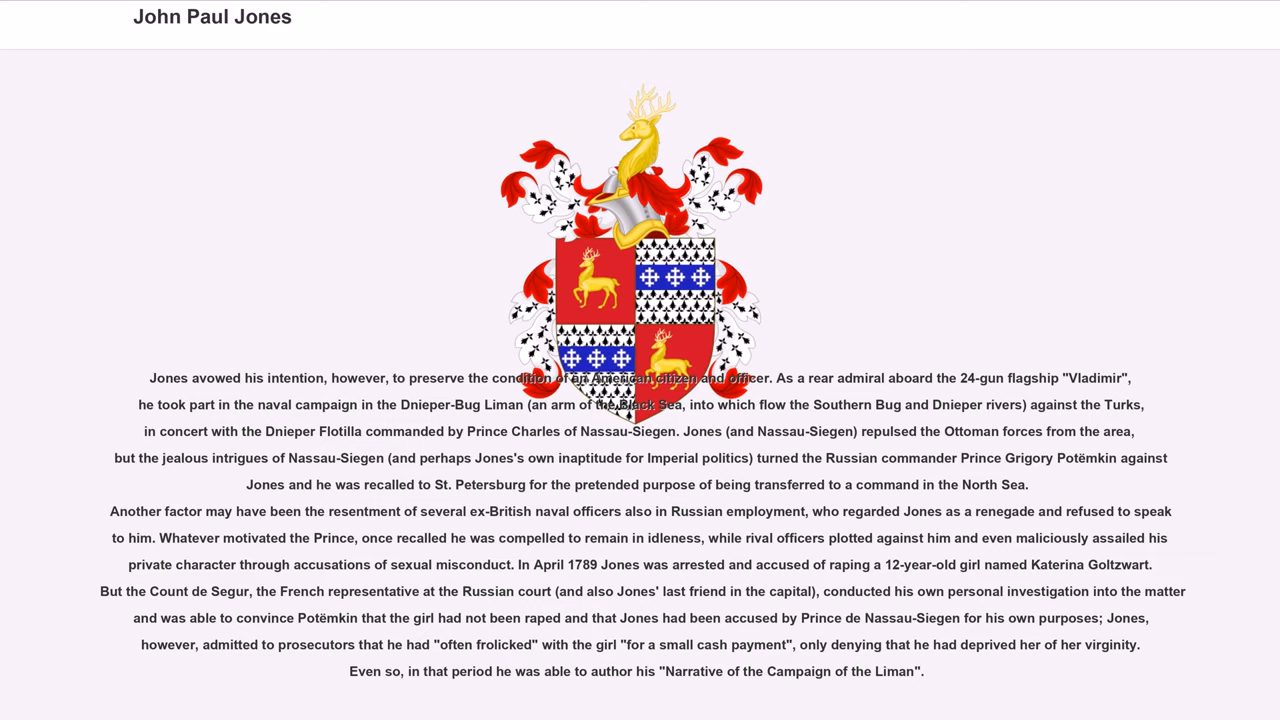 John Paul Jones
Jones avowed his intention, however, to preserve the condition of an American citizen and officer. As a rear admiral aboard the 24-gun flagship "Vladimir",
he took part in the naval campaign in the Dnieper-Bug Liman (an arm of the Black Sea, into which flow the Southern Bug and Dnieper rivers) against the Turks,
in concert with the Dnieper Flotilla commanded by Prince Charles of Nassau-Siegen. Jones (and Nassau-Siegen) repulsed the Ottoman forces from the area,
but the jealous intrigues of Nassau-Siegen (and perhaps Jones's own inaptitude for Imperial politics) turned the Russian commander Prince Grigory Potëmkin against
Jones and he was recalled to St. Petersburg for the pretended purpose of being transferred to a command in the North Sea.
Another factor may have been the resentment of several ex-British naval officers also in Russian employment, who regarded Jones as a renegade and refused to speak
to him. Whatever motivated the Prince, once recalled he was compelled to remain in idleness, while rival officers plotted against him and even maliciously assailed his
private character through accusations of sexual misconduct. In April 1789 Jones was arrested and accused of raping a 12-year-old girl named Katerina Goltzwart.
But the Count de Segur, the French representative at the Russian court (and also Jones' last friend in the capital), conducted his own personal investigation into the matter
and was able to convince Potëmkin that the girl had not been raped and that Jones had been accused by Prince de Nassau-Siegen for his own purposes; Jones,
however, admitted to prosecutors that he had "often frolicked" with the girl "for a small cash payment", only denying that he had deprived her of her virginity.
Even so, in that period he was able to author his "Narrative of the Campaign of the Liman".